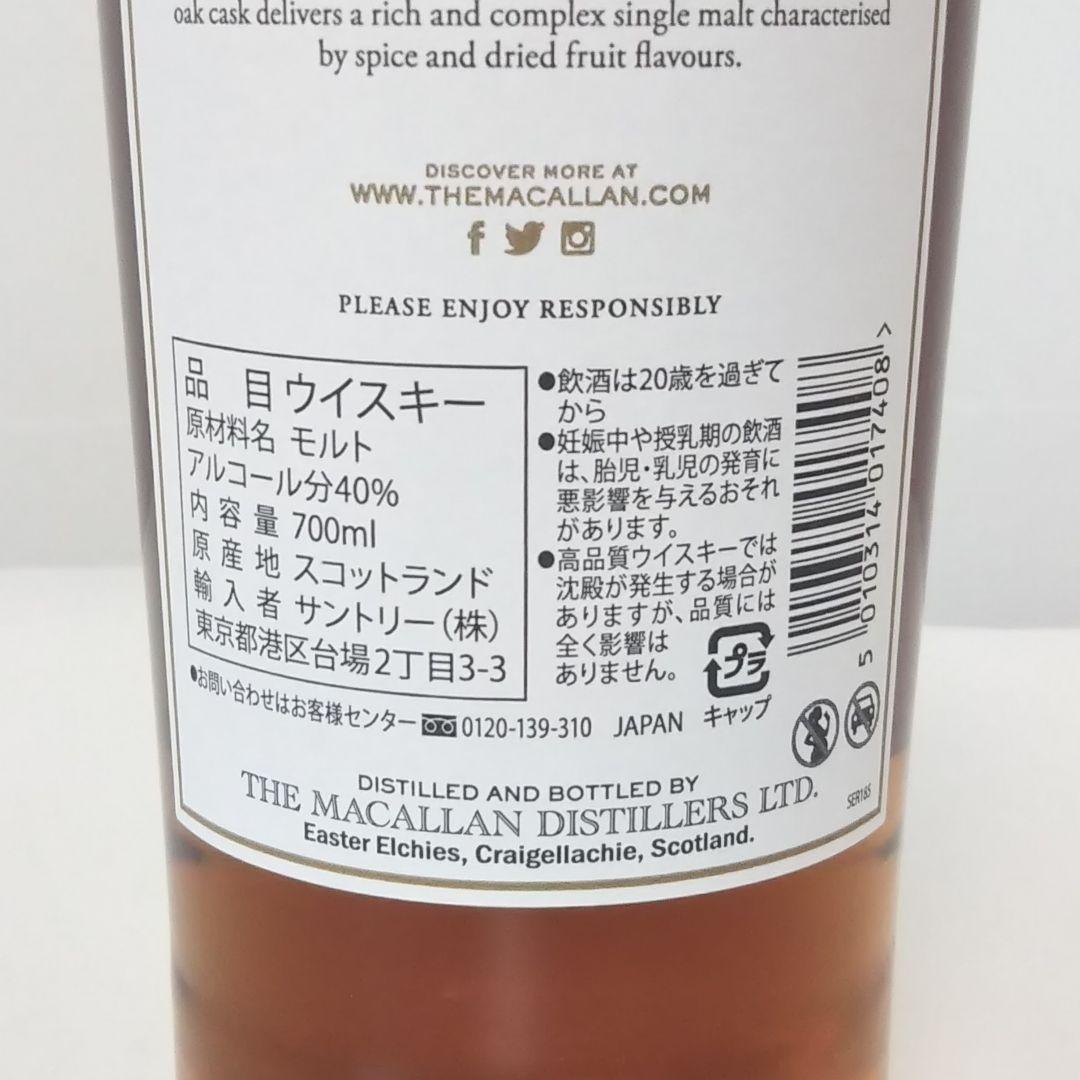 oak cask delivers a rich and complex single malt characterised
by spice and dried fruit flavours.
DISCOVER MORE AT
WWW.THEMACALLAN.COM
PLEASE ENJOY RESPONSIBLY
品 目 ウイスキー
原材料名 モルト
アルコール分40%
内容量 700ml
原産地 スコットランド
輸入者 サントリー(株)
東京都港区台場2丁目3-3
●飲酒は20歳を過ぎて
から
●妊娠中や授乳期の飲酒
は、胎児・乳児の発育に
悪影響を与えるおそれ
があります。
●高品質ウイスキーでは
沈殿が発生する場合が
ありますが、品質には
全く影響は
ありません。
プラ
キャップ
5 010314 017408 >
●お問い合わせはお客様センター 0120-139-310 JAPAN
DISTILLED AND BOTTLED BY
THE MACALLAN DISTILLERS LTD.
Easter Elchies, Craigellachie, Scotland.
SER185